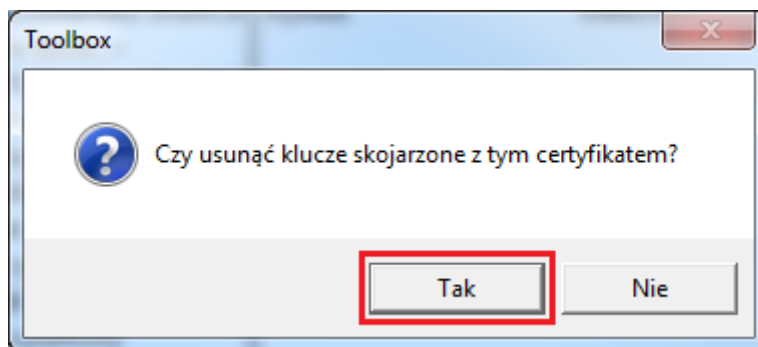 Toolbox
Czy usunąć klucze skojarzone z tym certyfikatem?
Tak
Nie